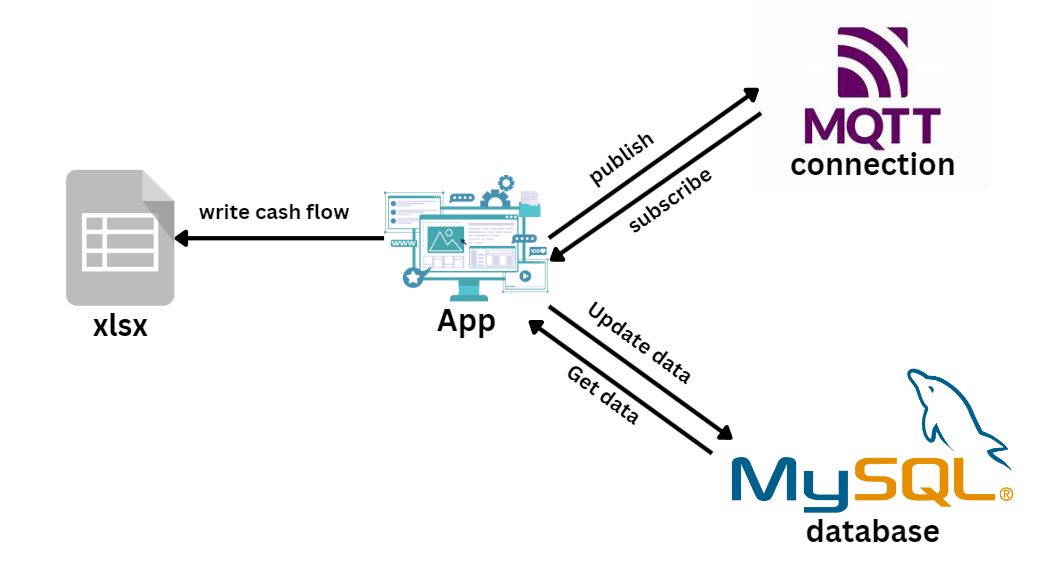 MQTT
connection
publish
subscribe
write cash flow
xlsx
www
App
Update data
Get data
MySQL®
database